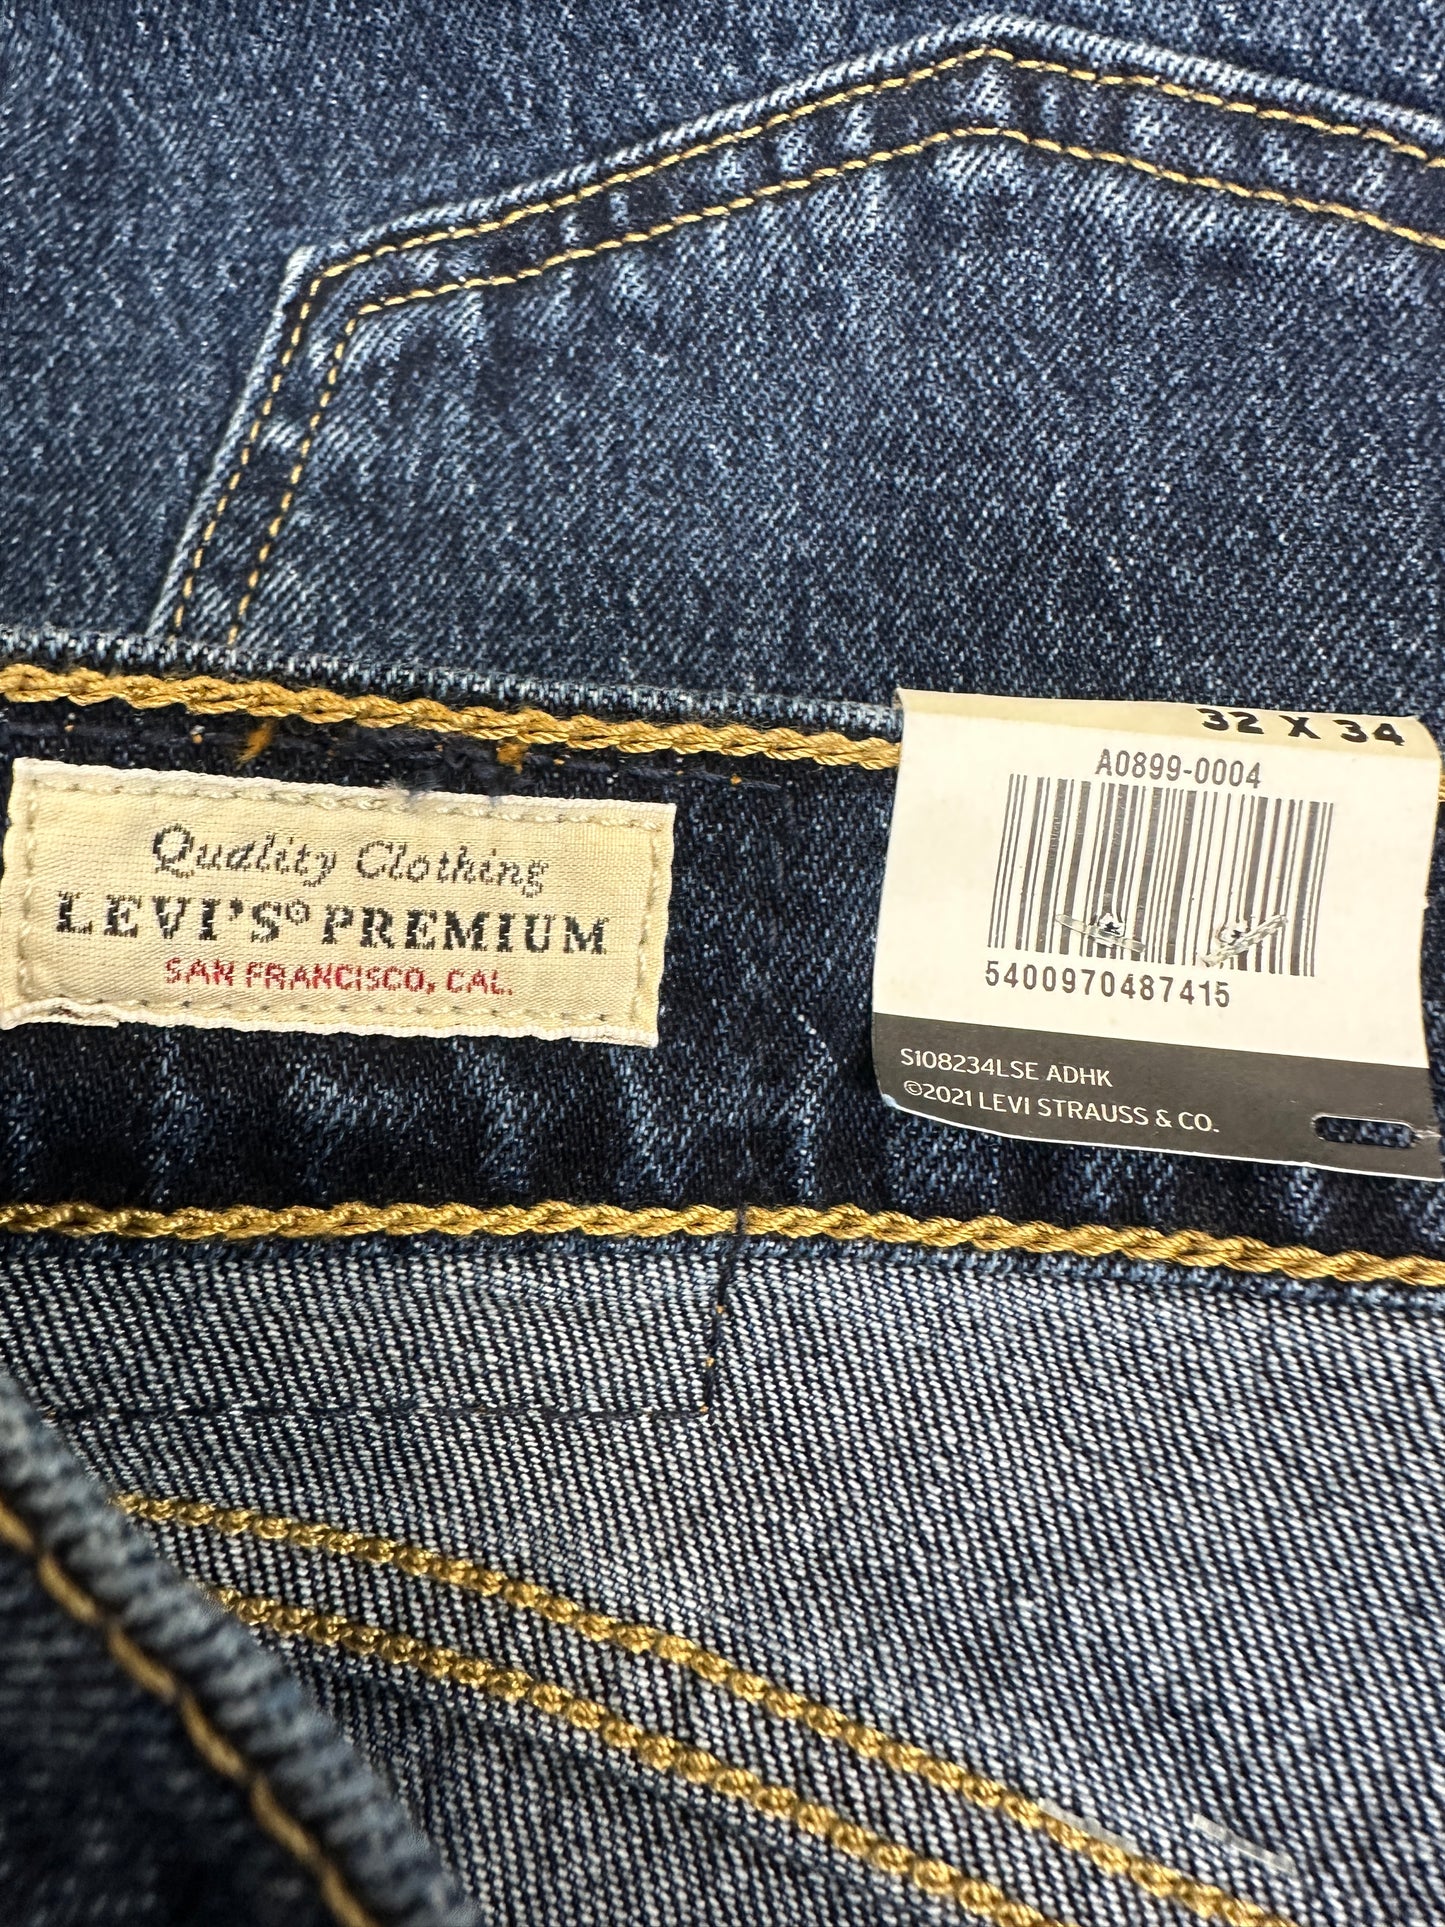 Quality Clothing
LEVI'S® PREMIUM
SAN FRANCISCO, CAL.
32 X 34
A0899-0004
5400970487415
S108234LSE ADHK
©2021 LEVI STRAUSS & CO.